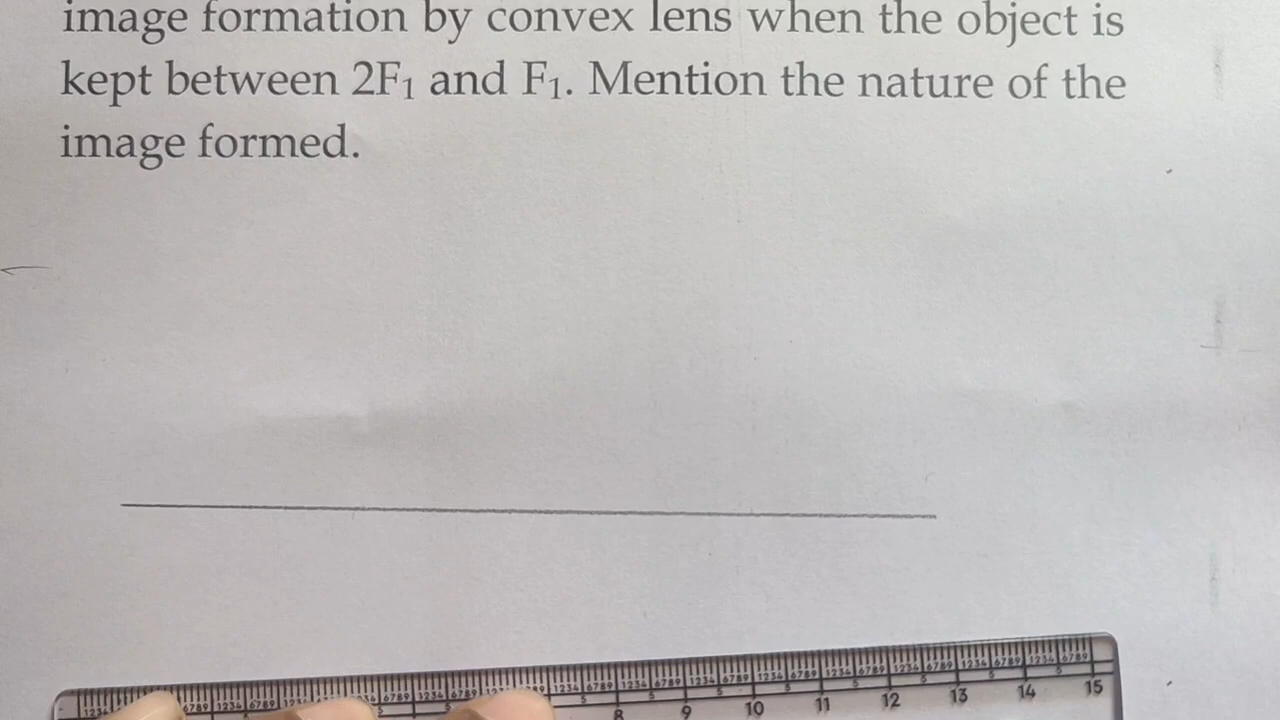 image formation by convex lens when the object is
kept between 2F₁ and F₁. Mention the nature of the
image formed.
8 9 10 11 12 13 14 15